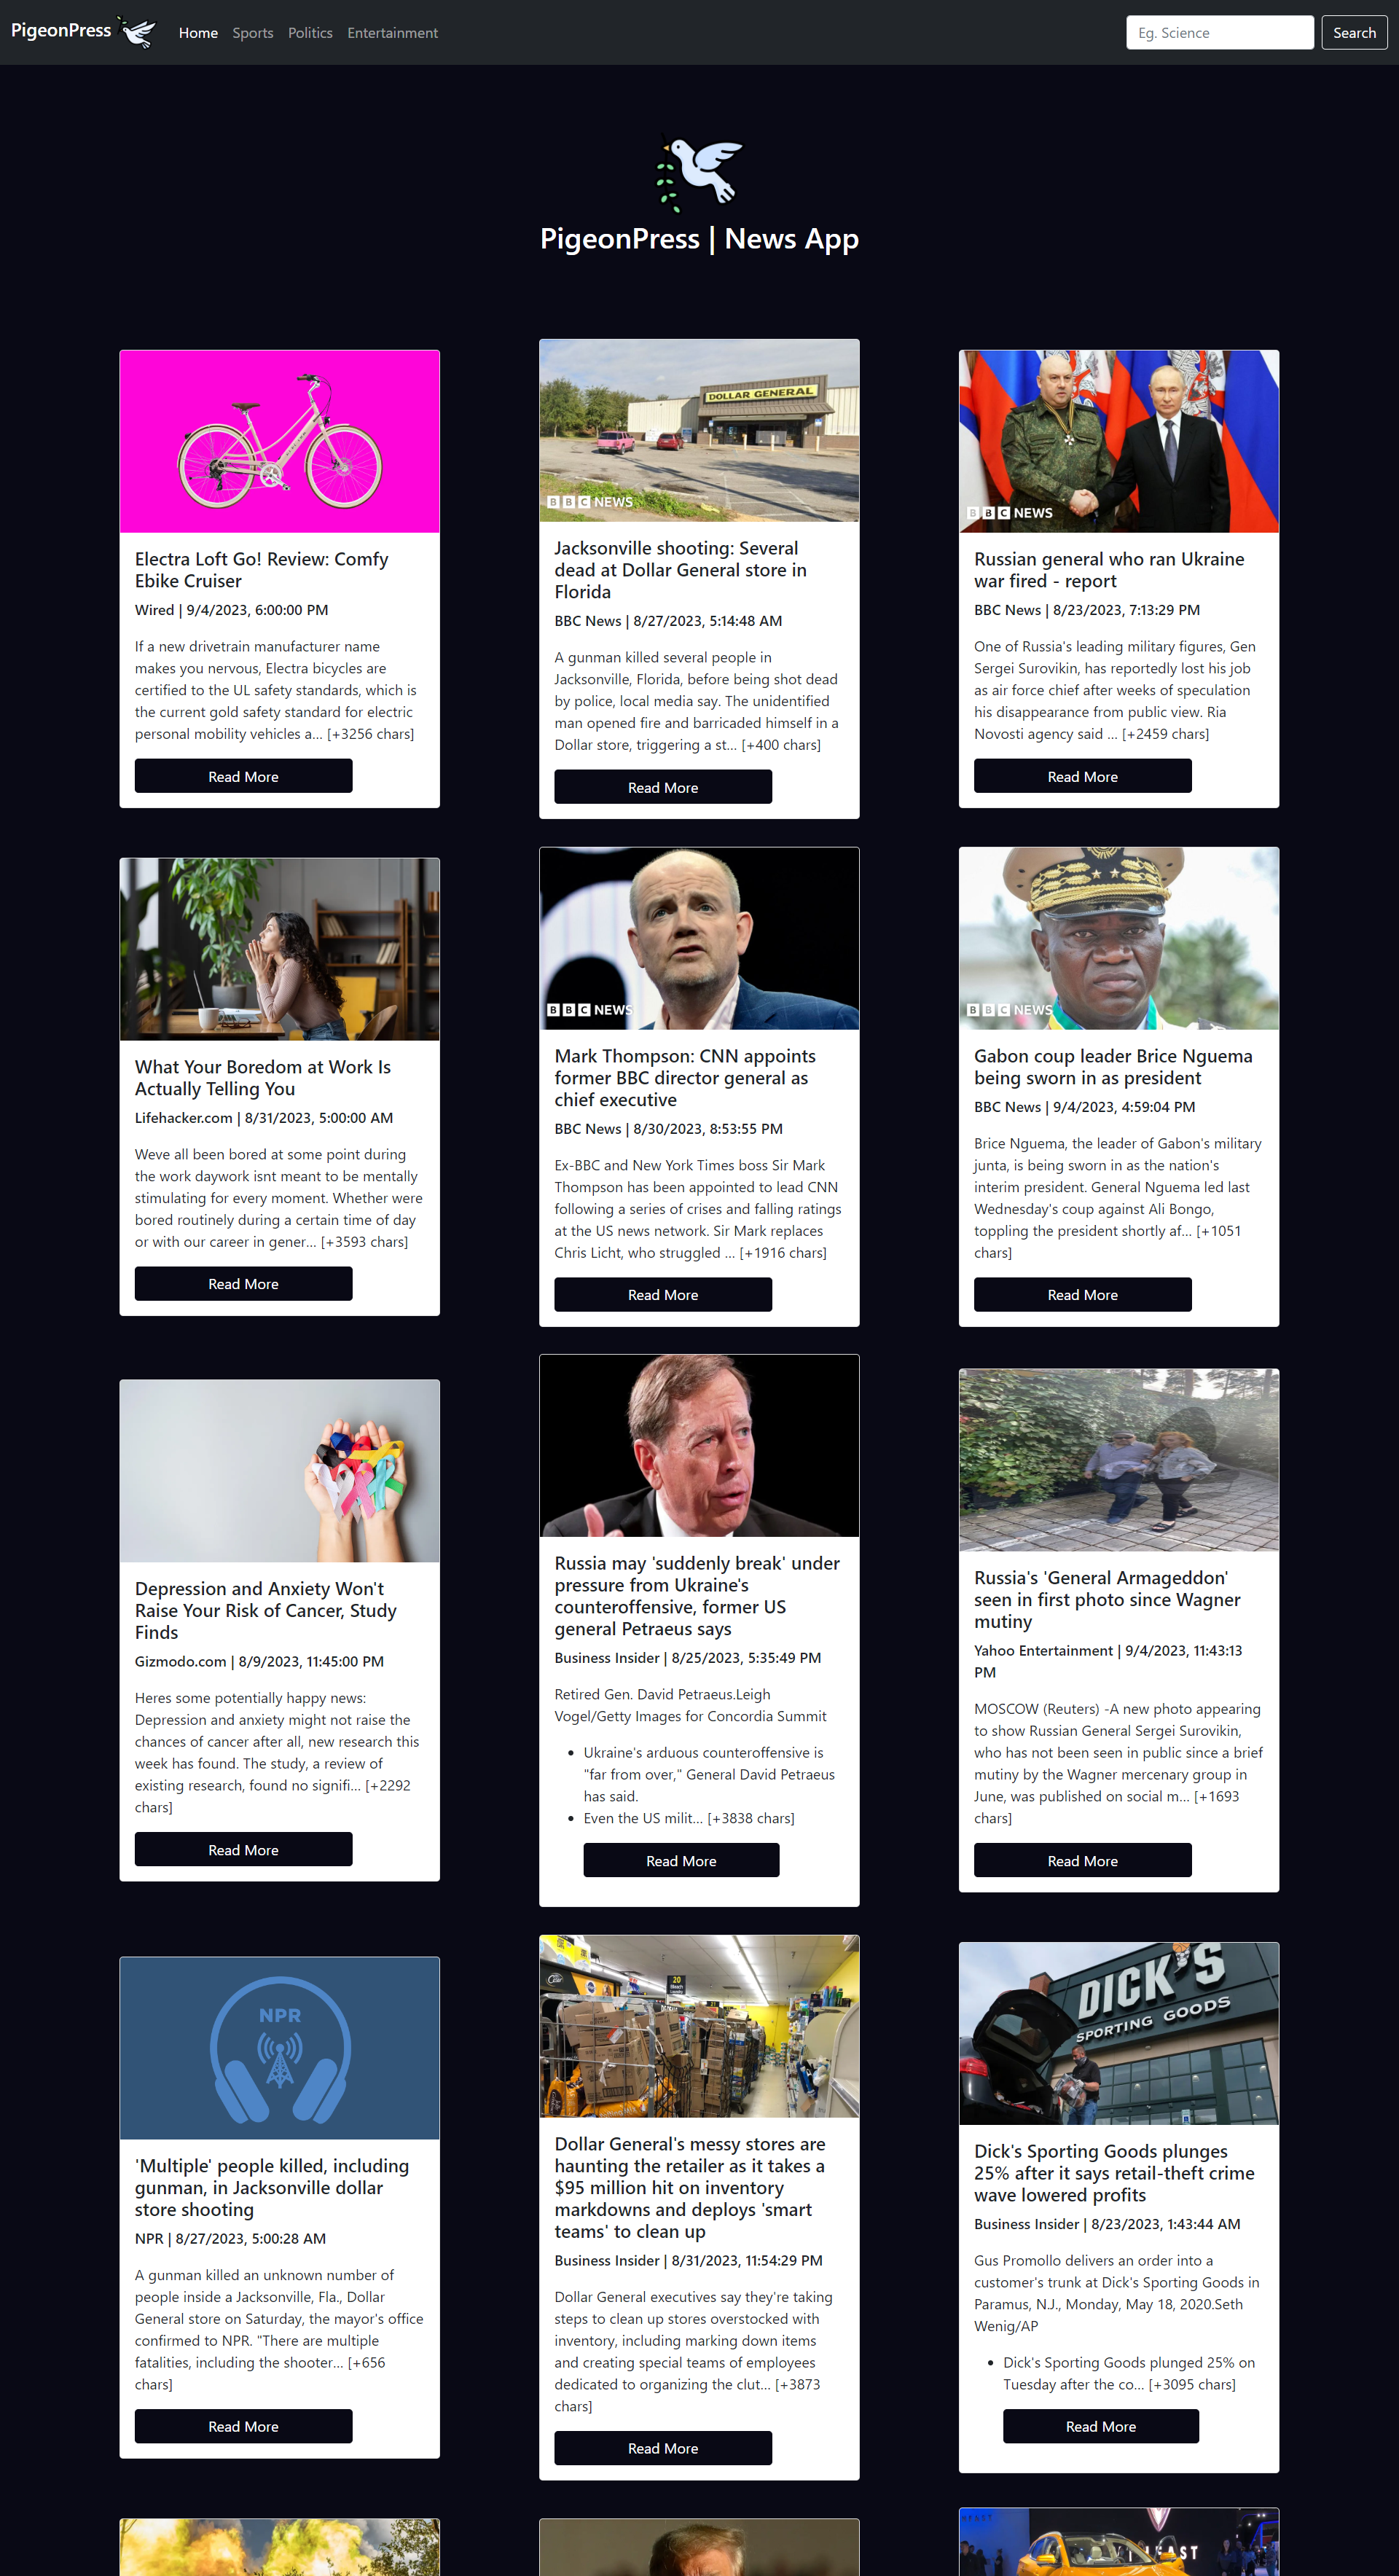 PigeonPress
Home Sports Politics Entertainment
Eg. Science
Search
PigeonPress | News App
Electra Loft Go! Review: Comfy
Ebike Cruiser
Wired | 9/4/2023, 6:00:00 PM
If a new drivetrain manufacturer name
makes you nervous, Electra bicycles are
certified to the UL safety standards, which is
the current gold safety standard for electric
personal mobility vehicles a… [+3256 chars]
Read More
DOLLAR GENERAL
BBC NEWS
Jacksonville shooting: Several
dead at Dollar General store in
Florida
BBC News | 8/27/2023, 5:14:48 AM
A gunman killed several people in
Jacksonville, Florida, before being shot dead
by police, local media say. The unidentified
man opened fire and barricaded himself in a
Dollar store, triggering a st… [+400 chars]
Read More
BBC NEWS
Russian general who ran Ukraine
war fired - report
BBC News | 8/23/2023, 7:13:29 PM
One of Russia's leading military figures, Gen
Sergei Surovikin, has reportedly lost his job
as air force chief after weeks of speculation
his disappearance from public view. Ria
Novosti agency said … [+2459 chars]
Read More
What Your Boredom at Work Is
Actually Telling You
Lifehacker.com | 8/31/2023, 5:00:00 AM
Weve all been bored at some point during
the work daywork isnt meant to be mentally
stimulating for every moment. Whether were
bored routinely during a certain time of day
or with our career in gener… [+3593 chars]
Read More
BBC NEWS
Mark Thompson: CNN appoints
former BBC director general as
chief executive
BBC News | 8/30/2023, 8:53:55 PM
Ex-BBC and New York Times boss Sir Mark
Thompson has been appointed to lead CNN
following a series of crises and falling ratings
at the US news network. Sir Mark replaces
Chris Licht, who struggled … [+1916 chars]
Read More
BBC NEWS
Gabon coup leader Brice Nguema
being sworn in as president
BBC News | 9/4/2023, 4:59:04 PM
Brice Nguema, the leader of Gabon's military
junta, is being sworn in as the nation's
interim president. General Nguema led last
Wednesday's coup against Ali Bongo,
toppling the president shortly af… [+1051
chars]
Read More
Depression and Anxiety Won't
Raise Your Risk of Cancer, Study
Finds
Gizmodo.com | 8/9/2023, 11:45:00 PM
Heres some potentially happy news:
Depression and anxiety might not raise the
chances of cancer after all, new research this
week has found. The study, a review of
existing research, found no signifi… [+2292
chars]
Read More
Russia may 'suddenly break' under
pressure from Ukraine's
counteroffensive, former US
general Petraeus says
Business Insider | 8/25/2023, 5:35:49 PM
Retired Gen. David Petraeus.Leigh
Vogel/Getty Images for Concordia Summit
• Ukraine's arduous counteroffensive is
"far from over," General David Petraeus
has said.
• Even the US milit… [+3838 chars]
Read More
Russia's 'General Armageddon'
seen in first photo since Wagner
mutiny
Yahoo Entertainment | 9/4/2023, 11:43:13
PM
MOSCOW (Reuters) -A new photo appearing
to show Russian General Sergei Surovikin,
who has not been seen in public since a brief
mutiny by the Wagner mercenary group in
June, was published on social m… [+1693
chars]
Read More
NPR
'Multiple' people killed, including
gunman, in Jacksonville dollar
store shooting
NPR | 8/27/2023, 5:00:28 AM
A gunman killed an unknown number of
people inside a Jacksonville, Fla., Dollar
General store on Saturday, the mayor's office
confirmed to NPR. "There are multiple
fatalities, including the shooter… [+656
chars]
Read More
20
Dollar General's messy stores are
haunting the retailer as it takes a
$95 million hit on inventory
markdowns and deploys 'smart
teams' to clean up
Business Insider | 8/31/2023, 11:54:29 PM
Dollar General executives say they're taking
steps to clean up stores overstocked with
inventory, including marking down items
and creating special teams of employees
dedicated to organizing the clut… [+3873
chars]
Read More
DICK'S
SPORTING GOODS
Dick's Sporting Goods plunges
25% after it says retail-theft crime
wave lowered profits
Business Insider | 8/23/2023, 1:43:44 AM
Gus Promollo delivers an order into a
customer's trunk at Dick's Sporting Goods in
Paramus, N.J., Monday, May 18, 2020.Seth
Wenig/AP
• Dick's Sporting Goods plunged 25% on
Tuesday after the co… [+3095 chars]
Read More